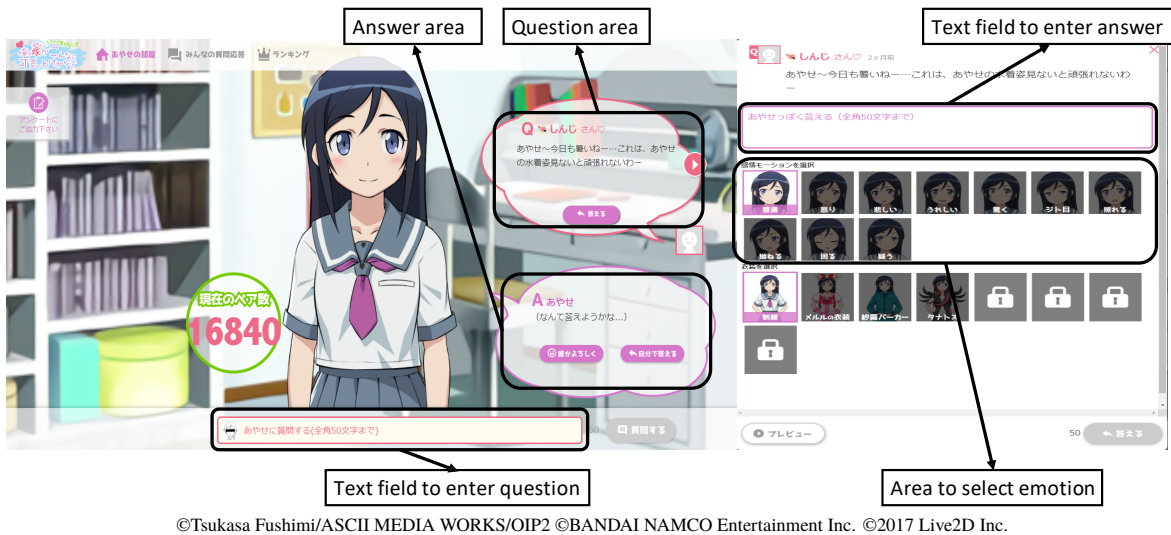 Answer area
Question area
Text field to enter answer
あやせの部屋
みんなの質問応答
ランキング
アンケートに
ご協力下さい
Q しんじ さん♡
あやせ～今日も暑いねー…これは、あやせ
の水着姿見ないと頑張れないわー
答える
現在のペア数
16840
A あやせ
（なんて答えようかな…）
誰かよろしく
自分で答える
あやせに質問する(全角50文字まで)
50
質問する
Q しんじ さん♡ 2ヶ月前
あやせ～今日も暑いねー…これは、あやせの水着姿見ないと頑張れないわ
ー
あやせっぽく答える（全角50文字まで）
感情モーションを選択
普通 怒り 悲しい うれしい 驚く ジト目 照れる
拗ねる 困る 嫌う
衣装を選択
制服 メルルの衣装 紗霧パーカー タナトス
プレビュー
50
答える
Text field to enter question
Area to select emotion
©Tsukasa Fushimi/ASCII MEDIA WORKS/OIP2 ©BANDAI NAMCO Entertainment Inc. ©2017 Live2D Inc.